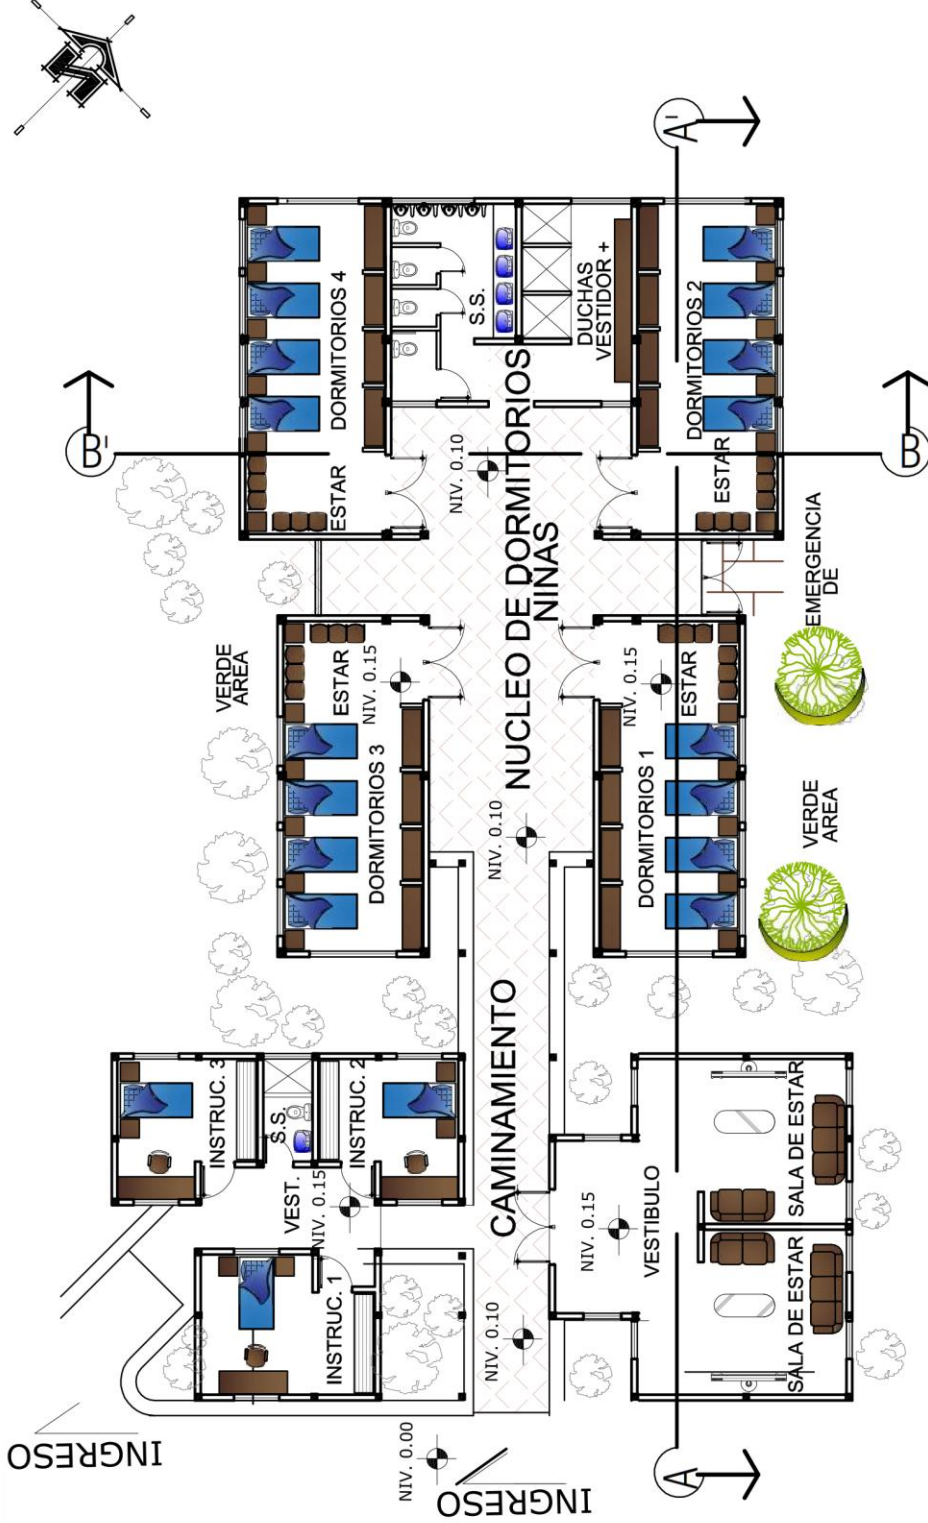 N
A'
B'
B
DORMITORIOS 4
ESTAR
S.S.
DUCHAS
VESTIDOR +
DORMITORIOS 2
ESTAR
NIV. 0.10
NUCLEO DE DORMITORIOS
NIÑAS
EMERGENCIA
DE
VERDE
AREA
ESTAR
NIV. 0.15
DORMITORIOS 3
NIV. 0.15
ESTAR
DORMITORIOS 1
NIV. 0.10
VERDE
AREA
CAMINAMIENTO
INSTRUC. 3
S.S.
INSTRUC. 2
VEST.
NIV. 0.15
INSTRUC. 1
NIV. 0.15
VESTIBULO
SALA DE ESTAR
SALA DE ESTAR
NIV. 0.10
NIV. 0.00
INGRESO
INGRESO
A